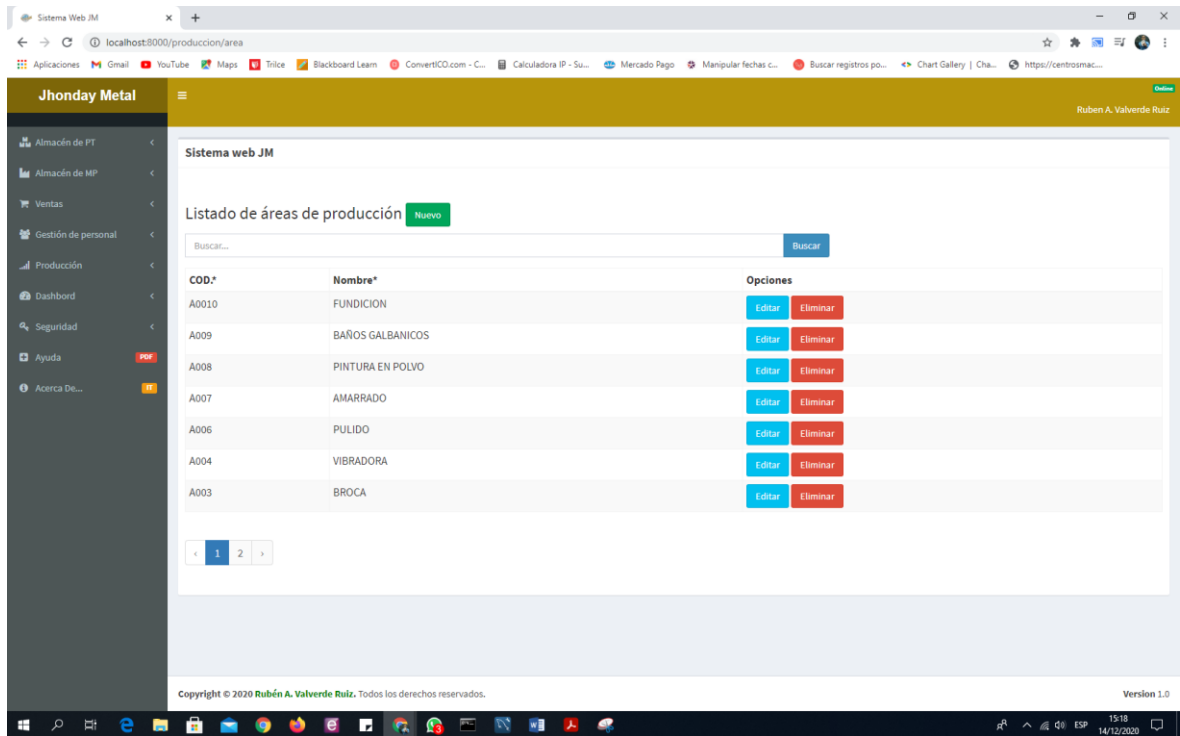 Sistema Web JM
localhost:8000/produccion/area
Aplicaciones Gmail YouTube Maps Trilce Blackboard Learn ConvertICO.com - C... Calculadora IP - Su... Mercado Pago Manipular fechas c... Buscar registros po... Chart Gallery | Cha... https://centrosmac....
Jhonday Metal
Online
Ruben A. Valverde Ruiz
Almacén de PT
Almacén de MP
Ventas
Gestión de personal
Producción
Dashbord
Seguridad
Ayuda PDF
Acerca De... IT
Sistema web JM
Listado de áreas de producción Nuevo
Buscar... Buscar
COD.* Nombre* Opciones
A0010 FUNDICION Editar Eliminar
A009 BAÑOS GALBANICOS Editar Eliminar
A008 PINTURA EN POLVO Editar Eliminar
A007 AMARRADO Editar Eliminar
A006 PULIDO Editar Eliminar
A004 VIBRADORA Editar Eliminar
A003 BROCA Editar Eliminar
‹ 1 2 ›
Copyright © 2020 Rubén A. Valverde Ruiz. Todos los derechos reservados. Version 1.0
ESP 15:18
14/12/2020